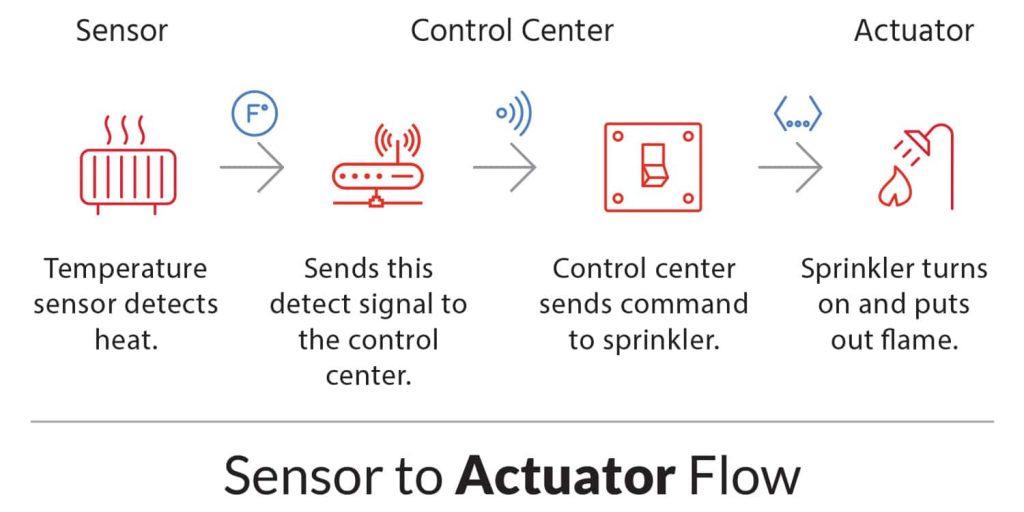 Sensor
Control Center
Actuator
F°
Temperature
sensor detects
heat.
Sends this
detect signal to
the control
center.
Control center
sends command
to sprinkler.
Sprinkler turns
on and puts
out flame.
Sensor to Actuator Flow